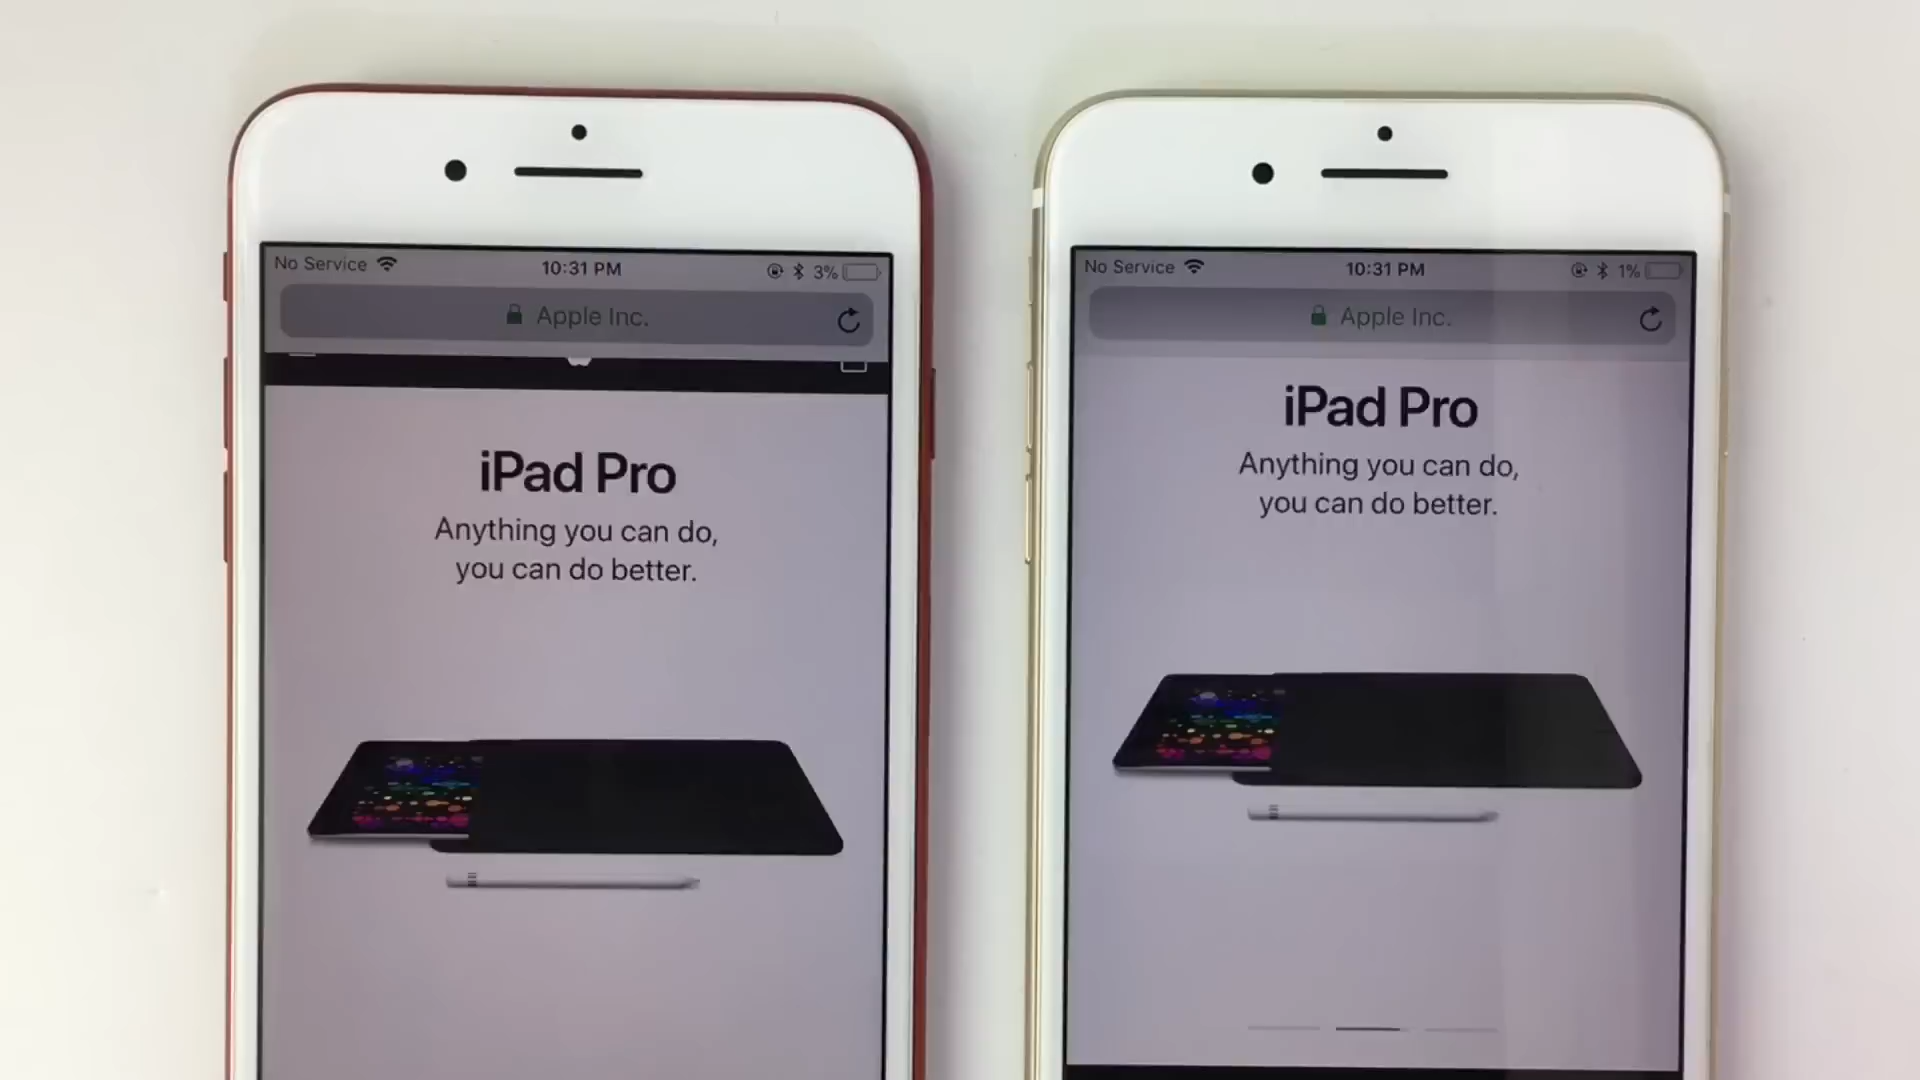 No Service 10:31 PM 3%
Apple Inc.
iPad Pro
Anything you can do,
you can do better.
No Service 10:31 PM 1%
Apple Inc.
iPad Pro
Anything you can do,
you can do better.